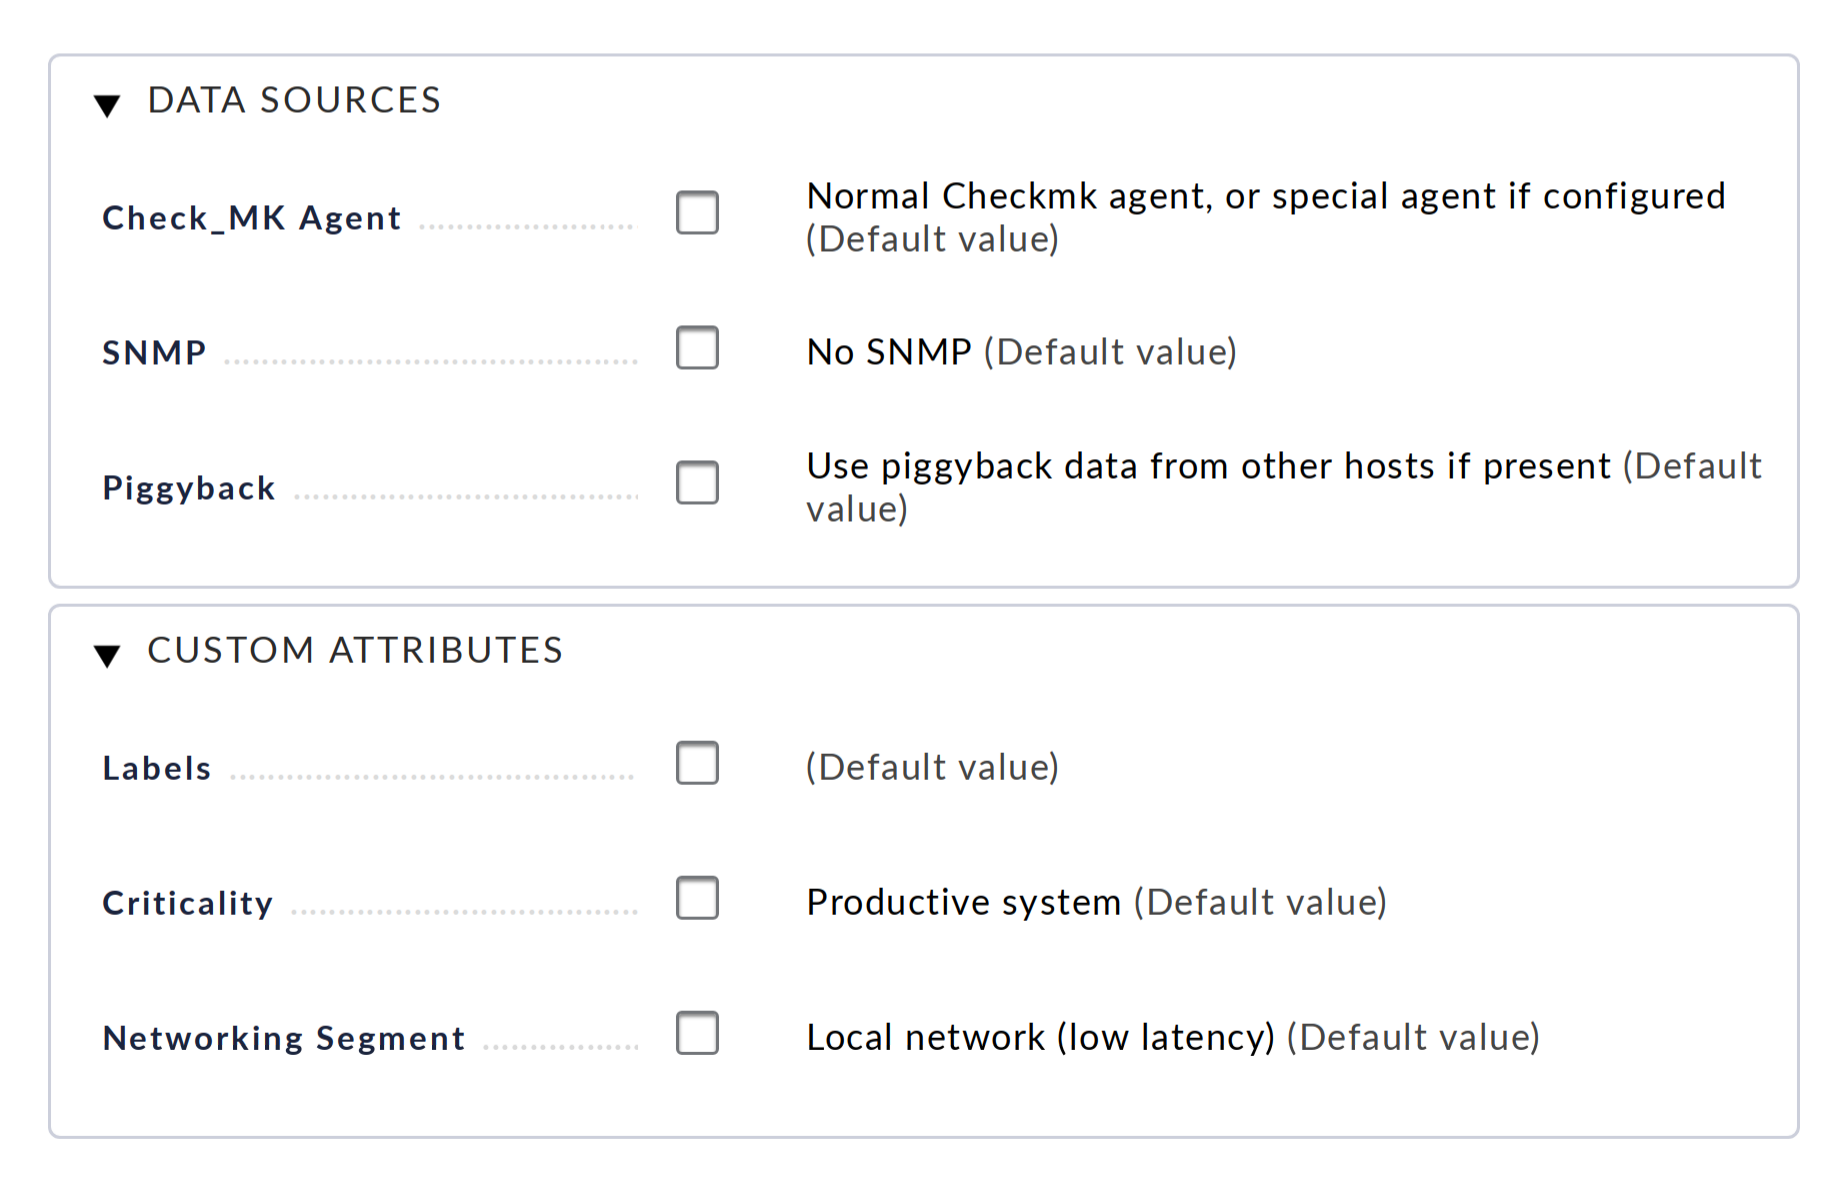 DATA SOURCES
Check_MK Agent
Normal Checkmk agent, or special agent if configured
(Default value)
SNMP
No SNMP (Default value)
Piggyback
Use piggyback data from other hosts if present (Default
value)
CUSTOM ATTRIBUTES
Labels
(Default value)
Criticality
Productive system (Default value)
Networking Segment
Local network (low latency) (Default value)